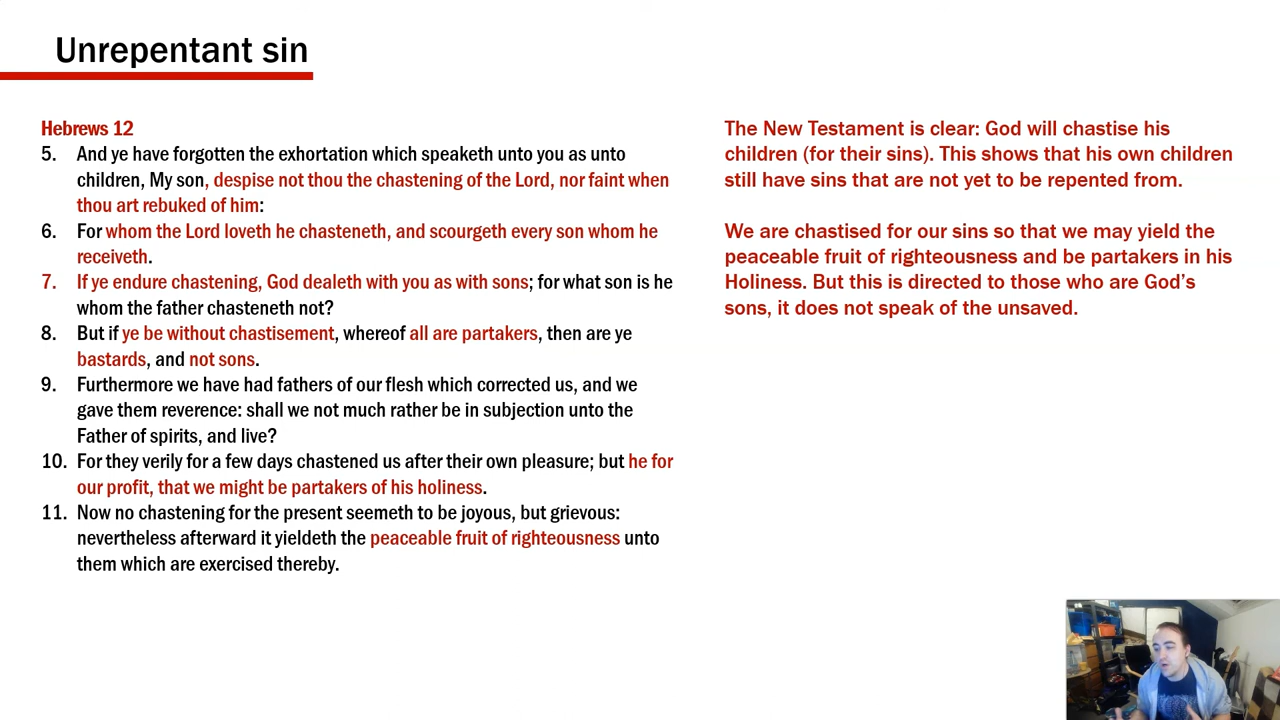 Unrepentant sin
Hebrews 12
5. And ye have forgotten the exhortation which speaketh unto you as unto
children, My son, despise not thou the chastening of the Lord, nor faint when
thou art rebuked of him:
6. For whom the Lord loveth he chasteneth, and scourgeth every son whom he
receiveth.
7. If ye endure chastening, God dealeth with you as with sons; for what son is he
whom the father chasteneth not?
8. But if ye be without chastisement, whereof all are partakers, then are ye
bastards, and not sons.
9. Furthermore we have had fathers of our flesh which corrected us, and we
gave them reverence: shall we not much rather be in subjection unto the
Father of spirits, and live?
10. For they verily for a few days chastened us after their own pleasure; but he for
our profit, that we might be partakers of his holiness.
11. Now no chastening for the present seemeth to be joyous, but grievous:
nevertheless afterward it yieldeth the peaceable fruit of righteousness unto
them which are exercised thereby.
The New Testament is clear: God will chastise his
children (for their sins). This shows that his own children
still have sins that are not yet to be repented from.
We are chastised for our sins so that we may yield the
peaceable fruit of righteousness and be partakers in his
Holiness. But this is directed to those who are God's
sons, it does not speak of the unsaved.